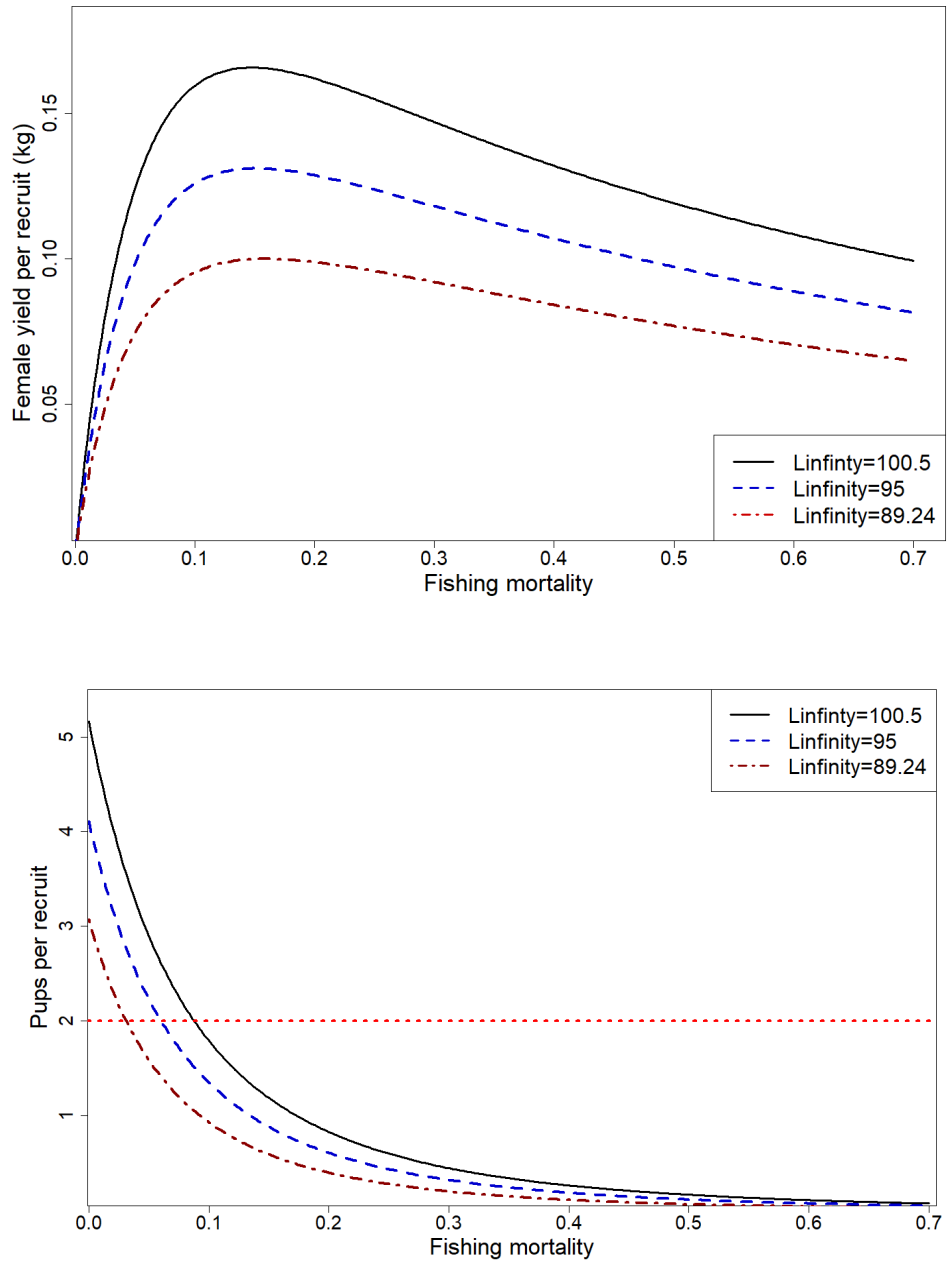 Female yield per recruit (kg)
0.15
0.10
0.05
Linfinty=100.5
Linfinity=95
Linfinity=89.24
0.0 0.1 0.2 0.3 0.4 0.5 0.6 0.7
Fishing mortality
Pups per recruit
5
4
3
2
1
Linfinty=100.5
Linfinity=95
Linfinity=89.24
0.0 0.1 0.2 0.3 0.4 0.5 0.6 0.7
Fishing mortality